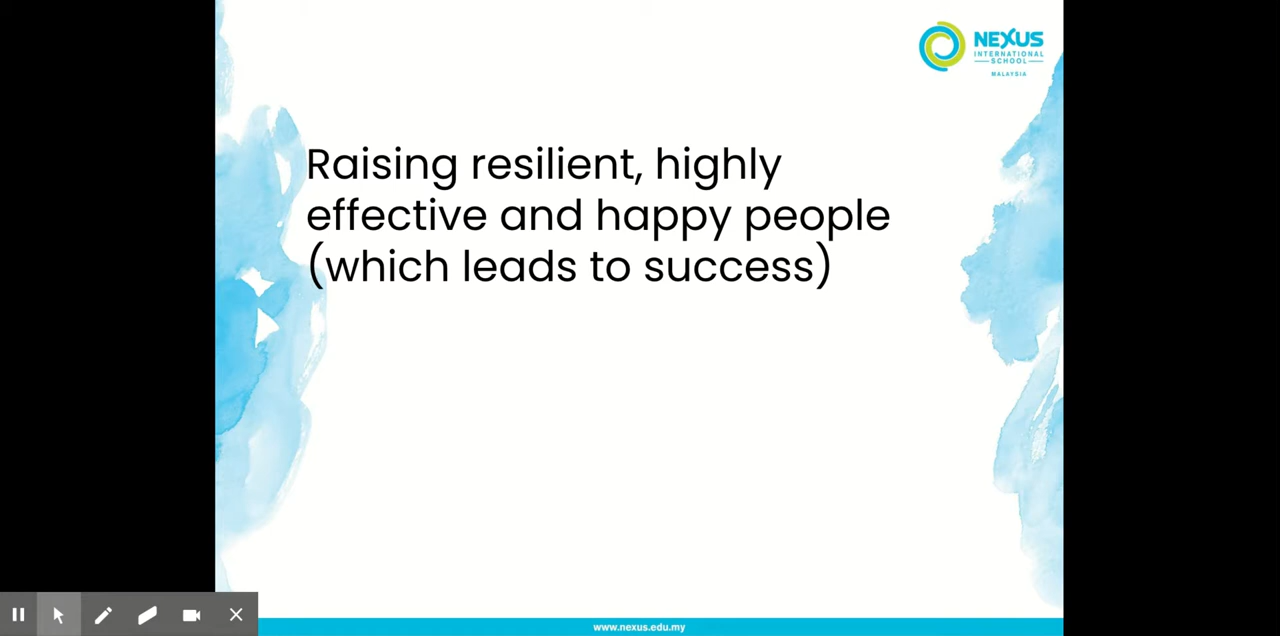 NEXUS
INTERNATIONAL
SCHOOL
MALAYSIA
Raising resilient, highly
effective and happy people
(which leads to success)
www.nexus.edu.my